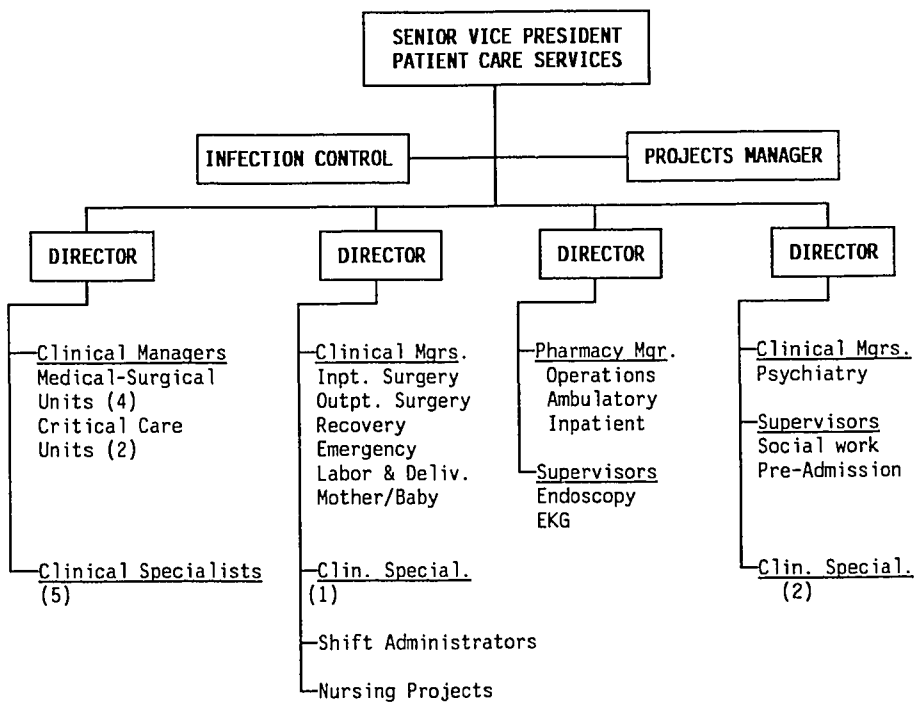 SENIOR VICE PRESIDENT
PATIENT CARE SERVICES
INFECTION CONTROL
PROJECTS MANAGER
DIRECTOR
Clinical Managers
Medical-Surgical
Units (4)
Critical Care
Units (2)
Clinical Specialists
(5)
DIRECTOR
Clinical Mgrs.
Inpt. Surgery
Outpt. Surgery
Recovery
Emergency
Labor & Deliv.
Mother/Baby
Clin. Special.
(1)
Shift Administrators
Nursing Projects
DIRECTOR
Pharmacy Mgr.
Operations
Ambulatory
Inpatient
Supervisors
Endoscopy
EKG
DIRECTOR
Clinical Mgrs.
Psychiatry
Supervisors
Social work
Pre-Admission
Clin. Special.
(2)